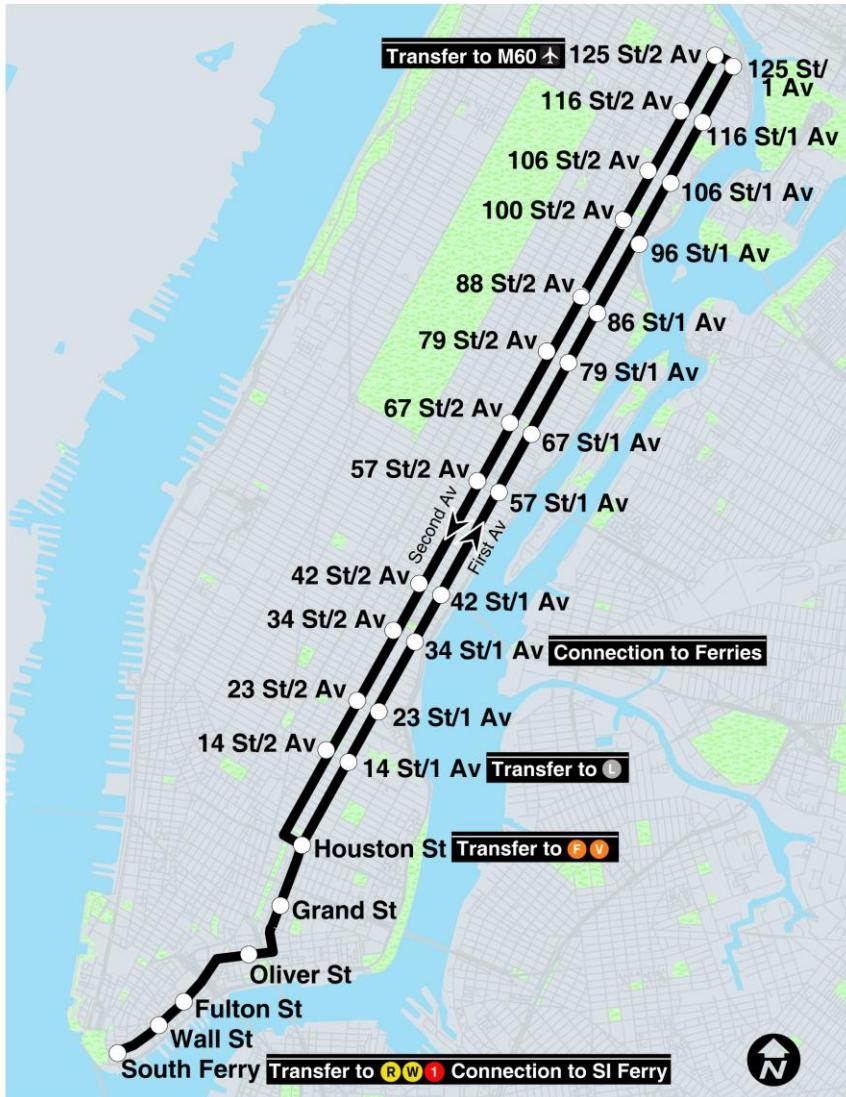 Transfer to M60
125 St/2 Av
125 St/
1 Av
116 St/2 Av
116 St/1 Av
106 St/2 Av
106 St/1 Av
100 St/2 Av
96 St/1 Av
88 St/2 Av
86 St/1 Av
79 St/2 Av
79 St/1 Av
67 St/2 Av
67 St/1 Av
57 St/2 Av
57 St/1 Av
Second Av
First Av
42 St/2 Av
42 St/1 Av
34 St/2 Av
34 St/1 Av
Connection to Ferries
23 St/2 Av
23 St/1 Av
14 St/2 Av
14 St/1 Av
Transfer to L
Houston St
Transfer to F V
Grand St
Oliver St
Fulton St
Wall St
South Ferry
Transfer to R W 1 Connection to SI Ferry
N